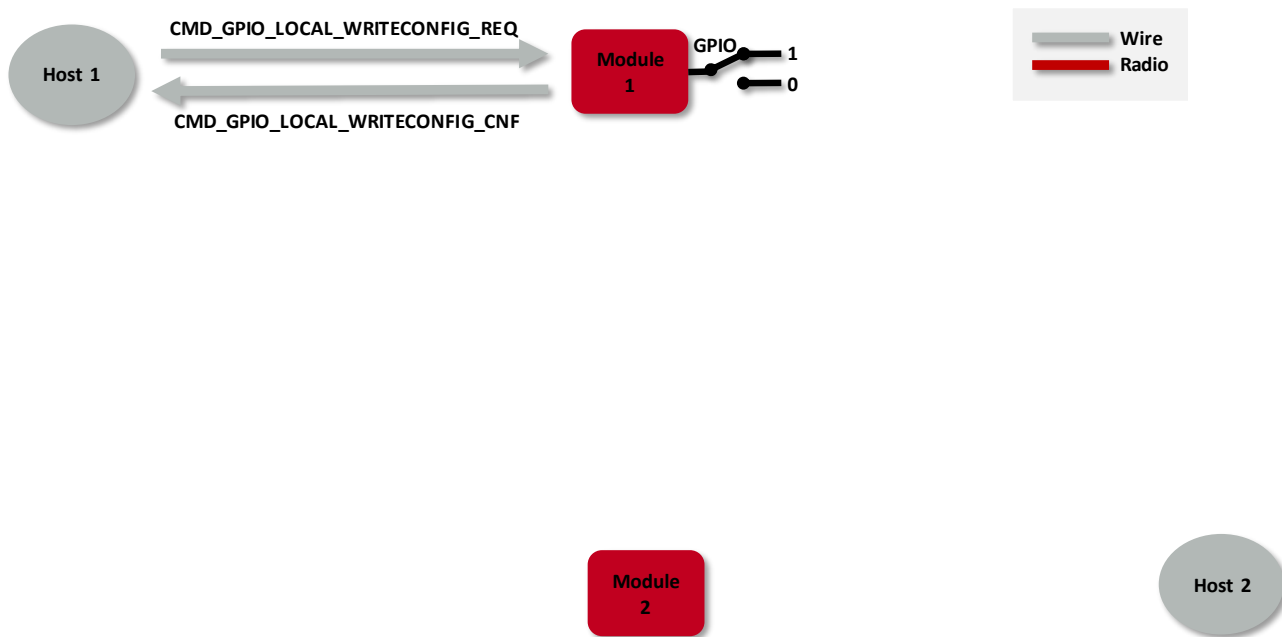 CMD_GPIO_LOCAL_WRITECONFIG_REQ
Host 1
Module
1
GPIO
1
0
CMD_GPIO_LOCAL_WRITECONFIG_CNF
Wire
Radio
Module
2
Host 2